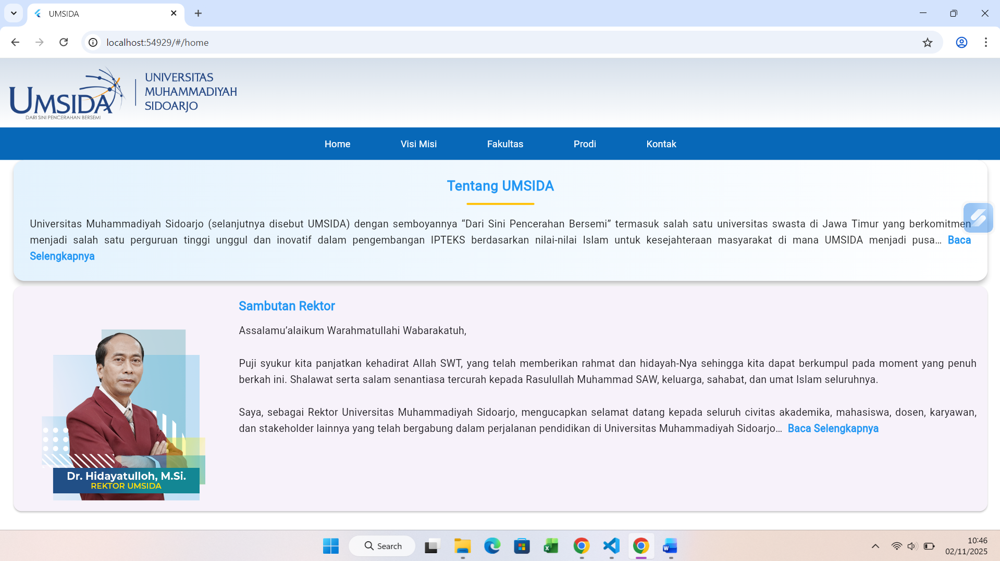 UMSIDA
localhost:54929/#/home
UMSIDA
DARI SINI PENCERAHAN BERSEMI
UNIVERSITAS
MUHAMMADIYAH
SIDOARJO
Home Visi Misi Fakultas Prodi Kontak
Tentang UMSIDA
Universitas Muhammadiyah Sidoarjo (selanjutnya disebut UMSIDA) dengan semboyannya “Dari Sini Pencerahan Bersemi” termasuk salah satu universitas swasta di Jawa Timur yang berkomitmen
menjadi salah satu perguruan tinggi unggul dan inovatif dalam pengembangan IPTEKS berdasarkan nilai-nilai Islam untuk kesejahteraan masyarakat di mana UMSIDA menjadi pusa... Baca
Selengkapnya
Sambutan Rektor
Assalamu’alaikum Warahmatullahi Wabarakatuh,
Puji syukur kita panjatkan kehadirat Allah SWT, yang telah memberikan rahmat dan hidayah-Nya sehingga kita dapat berkumpul pada moment yang penuh
berkah ini. Shalawat serta salam senantiasa tercurah kepada Rasulullah Muhammad SAW, keluarga, sahabat, dan umat Islam seluruhnya.
Saya, sebagai Rektor Universitas Muhammadiyah Sidoarjo, mengucapkan selamat datang kepada seluruh civitas akademika, mahasiswa, dosen, karyawan,
dan stakeholder lainnya yang telah bergabung dalam perjalanan pendidikan di Universitas Muhammadiyah Sidoarjo... Baca Selengkapnya
Dr. Hidayatulloh, M.Si.
REKTOR UMSIDA
Search
10:46
02/11/2025